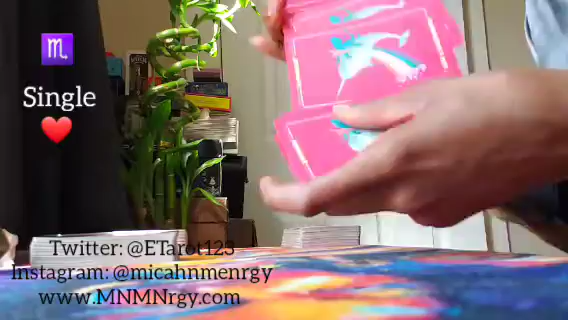 ♏
Single
❤️
Twitter: @ETarot123
Instagram: @micahnmenrgy
www.MNMNrgy.com